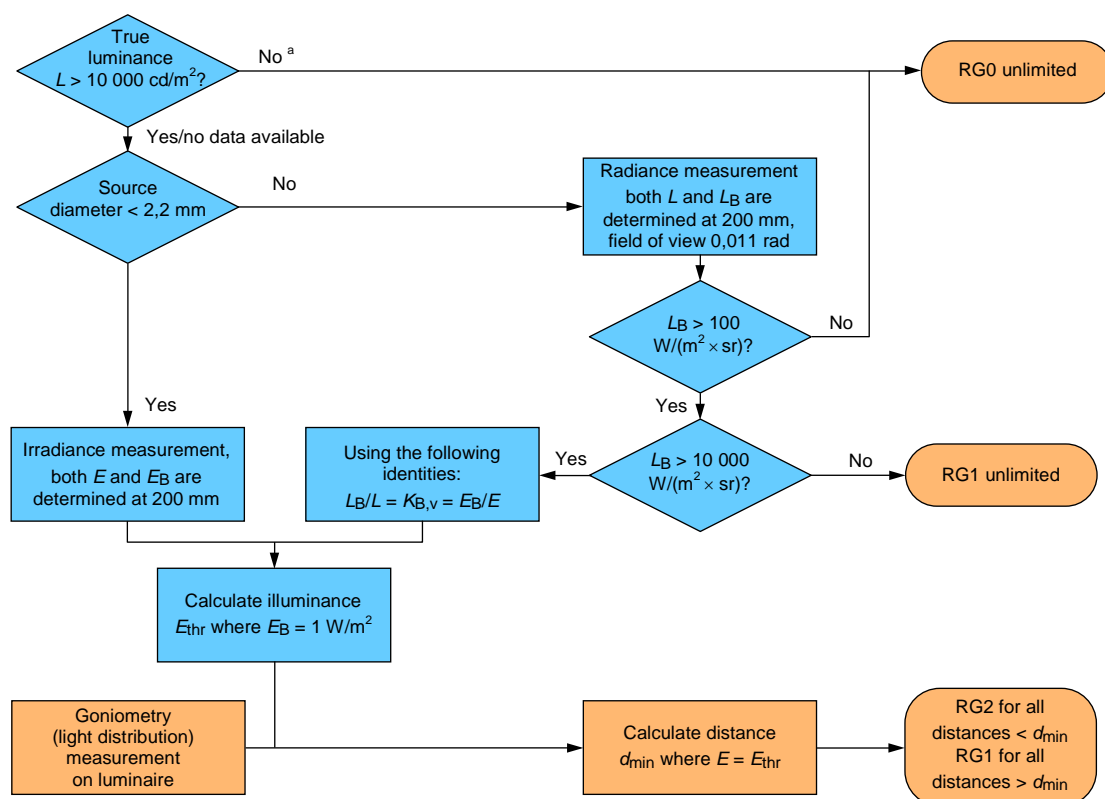 True
luminance
L > 10 000 cd/m²?
No ᵃ
RG0 unlimited
Yes/no data available
Source
diameter < 2,2 mm
No
Radiance measurement
both L and LB are
determined at 200 mm,
field of view 0,011 rad
LB > 100
W/(m² × sr)?
No
Yes
Yes
Irradiance measurement,
both E and EB are
determined at 200 mm
Using the following
identities:
LB/L = KB,v = EB/E
Yes
LB > 10 000
W/(m² × sr)?
No
RG1 unlimited
Calculate illuminance
Ethr where EB = 1 W/m²
Goniometry
(light distribution)
measurement
on luminaire
Calculate distance
dmin where E = Ethr
RG2 for all
distances < dmin
RG1 for all
distances > dmin